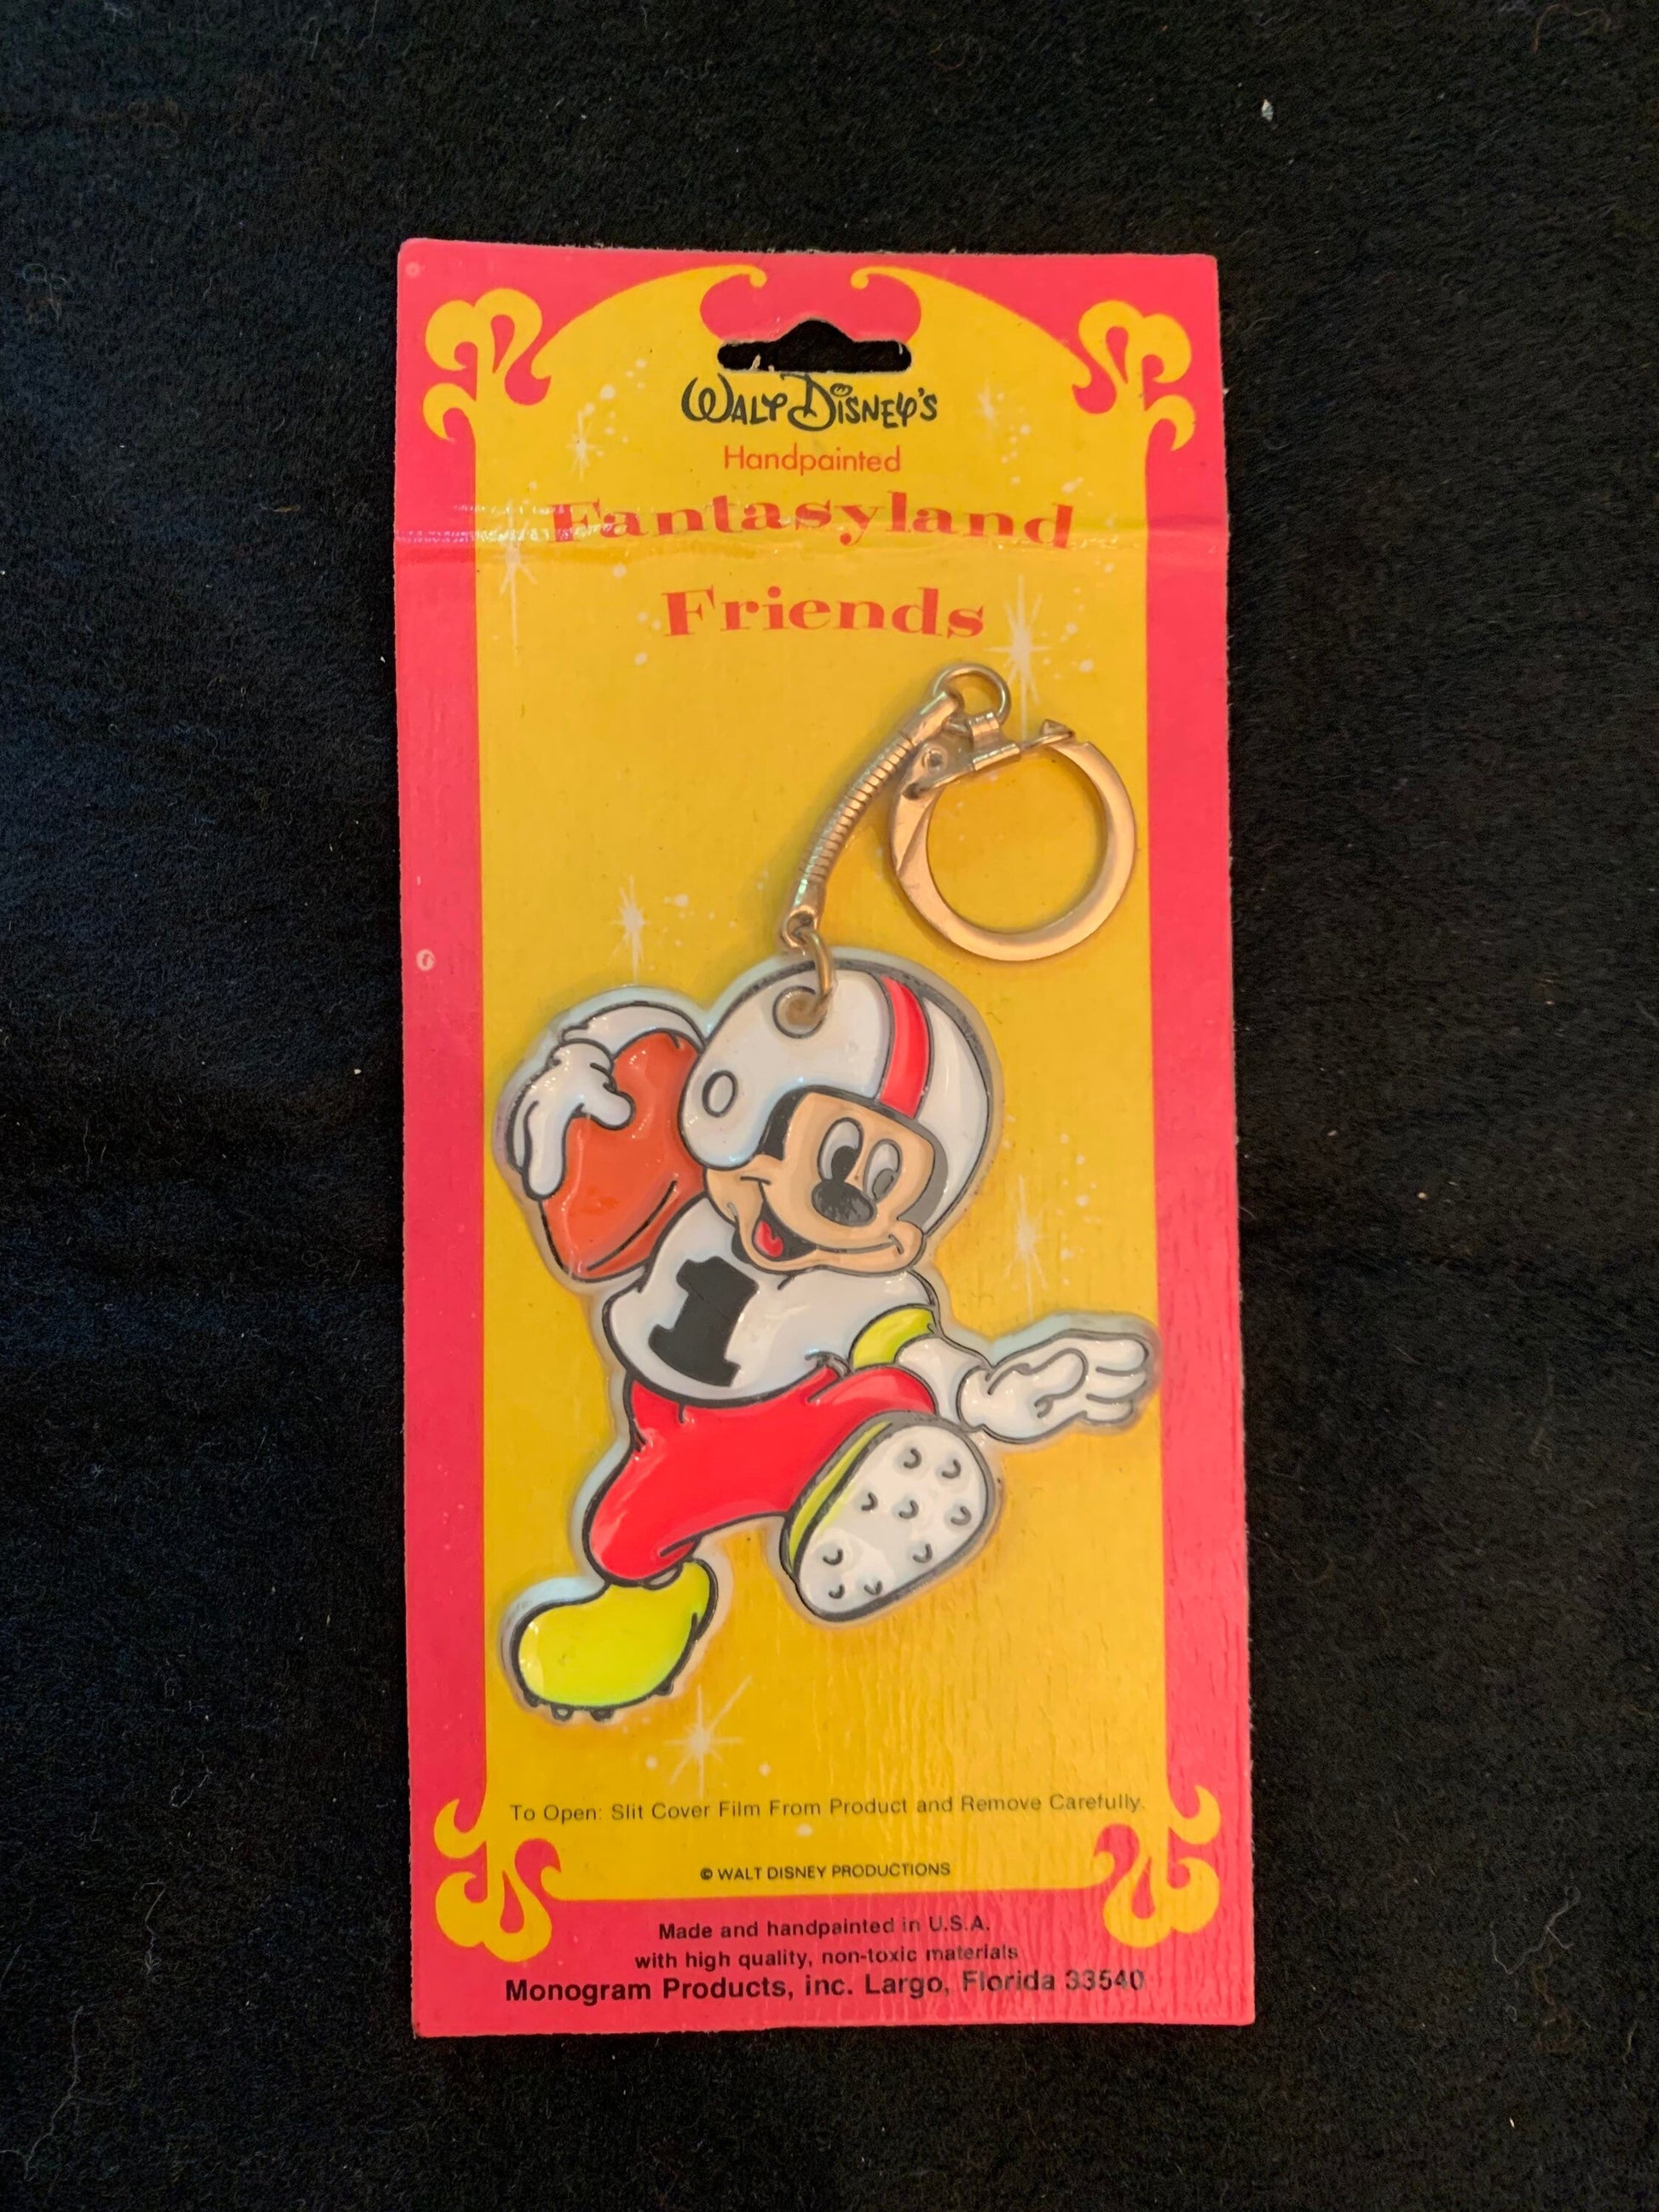 WALT DISNEY'S
Handpainted
Fantasyland
Friends
1
To Open: Slit Cover Film From Product and Remove Carefully.
© WALT DISNEY PRODUCTIONS
Made and handpainted in U.S.A.
with high quality, non-toxic materials
Monogram Products, inc. Largo, Florida 33540